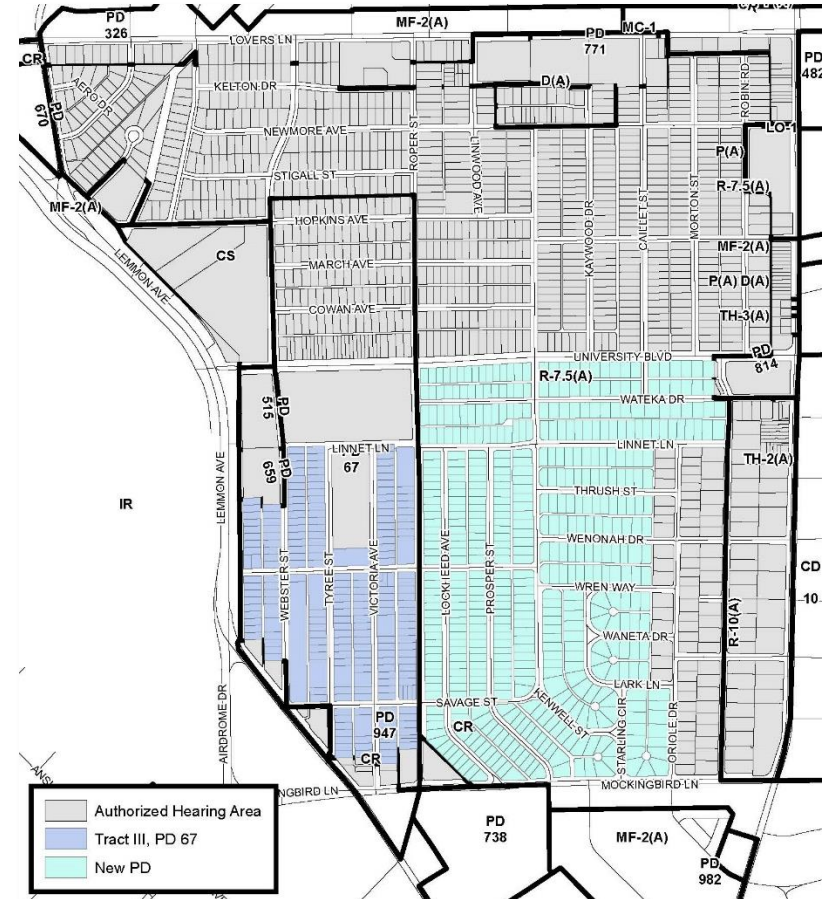 PD
326
MF-2(A)
CR
LOVERS LN
PD
771
MC-1
PD
482
AERO DR
PD
670
KELTON DR
D(A)
ROBIN RD
NEWMORE AVE
ROPER ST
LINWOOD AVE
LO-1
P(A)
STIGALL ST
R-7.5(A)
MF-2(A)
HOPKINS AVE
KAYWOOD DR
CAILLET ST
MORTON ST
MF-2(A)
LEMMON AVE
CS
MARCH AVE
P(A) D(A)
COWAN AVE
TH-3(A)
UNIVERSITY BLVD
PD
814
R-7.5(A)
WATEKA DR
PD
515
LINNET LN
LINNET LN
PD
659
67
TH-2(A)
THRUSH ST
IR
LEMMON AVE
WENONAH DR
WEBSTER ST
TYREE ST
VICTORIA AVE
LOCKHEED AVE
PROSPER ST
WREN WAY
CD
10
R-10(A)
WANETA DR
LARK LN
SAVAGE ST
KENWELL ST
AIRDROME DR
PD
947
CR
STARLING CIR
ORIOLE DR
CR
MOCKINGBIRD LN
NGBIRD LN
Authorized Hearing Area
Tract III, PD 67
New PD
PD
738
MF-2(A)
PD
982